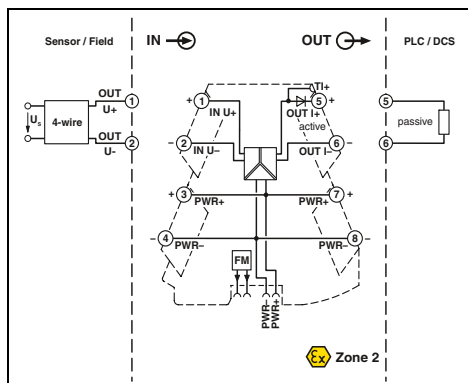 Sensor / Field
IN
OUT
PLC / DCS
OUT
U+
1
Us
4-wire
OUT
U-
2
+
1
IN U+
TI+
5
+
OUT I+
active
-
2
IN U-
6
-
OUT I-
5
passive
6
+
3
PWR+
7
+
PWR+
-
4
PWR-
8
-
PWR-
FM
PWR-
PWR+
Ex
Zone 2